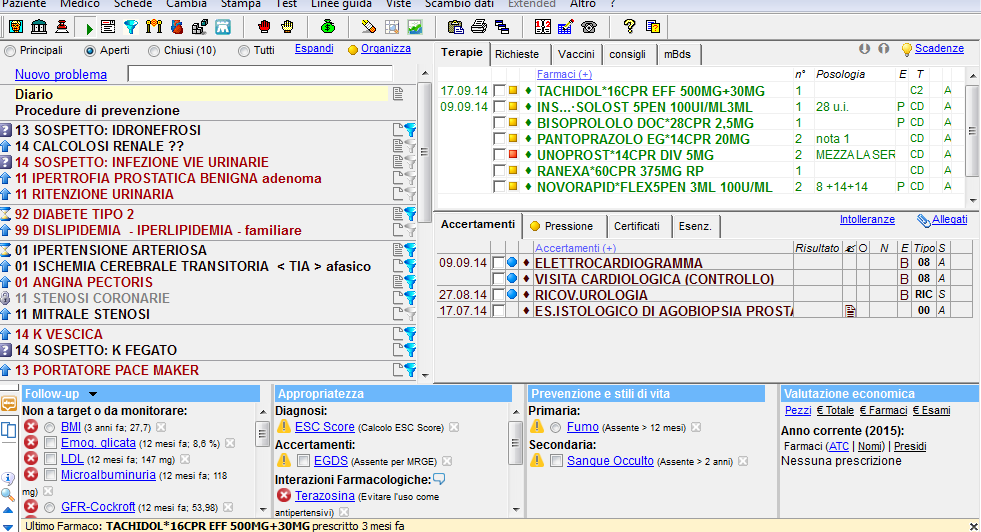 Paziente Medico Schede Cambia Stampa Test Linee guida Viste Scambio dati Extended Altro ?
Principali Aperti Chiusi (10) Tutti Espandi Organizza
Nuovo problema
Diario
Procedure di prevenzione
13 SOSPETTO: IDRONEFROSI
14 CALCOLOSI RENALE ??
14 SOSPETTO: INFEZIONE VIE URINARIE
11 IPERTROFIA PROSTATICA BENIGNA adenoma
11 RITENZIONE URINARIA
92 DIABETE TIPO 2
99 DISLIPIDEMIA - IPERLIPIDEMIA - familiare
01 IPERTENSIONE ARTERIOSA
01 ISCHEMIA CEREBRALE TRANSITORIA < TIA > afasico
01 ANGINA PECTORIS
11 STENOSI CORONARIE
11 MITRALE STENOSI
14 K VESCICA
14 SOSPETTO: K FEGATO
13 PORTATORE PACE MAKER
Terapie Richieste Vaccini consigli mBds Scadenze
Farmaci (+) n° Posologia E T
17.09.14 TACHIDOL*16CPR EFF 500MG+30MG 1 C2 A
09.09.14 INS...·SOLOST 5PEN 100UI/ML3ML 1 28 u.i. P CD A
BISOPROLOLO DOC*28CPR 2,5MG 1 P CD A
PANTOPRAZOLO EG*14CPR 20MG 2 nota 1 CD A
UNOPROST*14CPR DIV 5MG 2 MEZZA LA SER CD A
RANEXA*60CPR 375MG RP 1 CD A
NOVORAPID*FLEX5PEN 3ML 100U/ML 2 8 +14+14 P CD A
Accertamenti Pressione Certificati Esenz. Intolleranze Allegati
Accertamenti (+) Risultato O N E Tipo S
09.09.14 ELETTROCARDIOGRAMMA B 08 A
VISITA CARDIOLOGICA (CONTROLLO) B 08 A
27.08.14 RICOV.UROLOGIA B RIC S
17.07.14 ES.ISTOLOGICO DI AGOBIOPSIA PROSTA 00 A
Follow-up
Non a target o da monitorare:
BMI (3 anni fa; 27,7)
Emog. glicata (12 mesi fa; 8,6 %)
LDL (12 mesi fa; 147 mg)
Microalbuminuria (12 mesi fa; 118
mg)
GFR-Cockroft (12 mesi fa; 53,98)
Appropriatezza
Diagnosi:
ESC Score (Calcolo ESC Score)
Accertamenti:
EGDS (Assente per MRGE)
Interazioni Farmacologiche:
Terazosina (Evitare l'uso come
antipertensivi)
Prevenzione e stili di vita
Primaria:
Fumo (Assente > 12 mesi)
Secondaria:
Sangue Occulto (Assente > 2 anni)
Valutazione economica
Pezzi € Totale € Farmaci € Esami
Anno corrente (2015):
Farmaci (ATC | Nomi) | Presidi
Nessuna prescrizione
Ultimo Farmaco: TACHIDOL*16CPR EFF 500MG+30MG prescritto 3 mesi fa